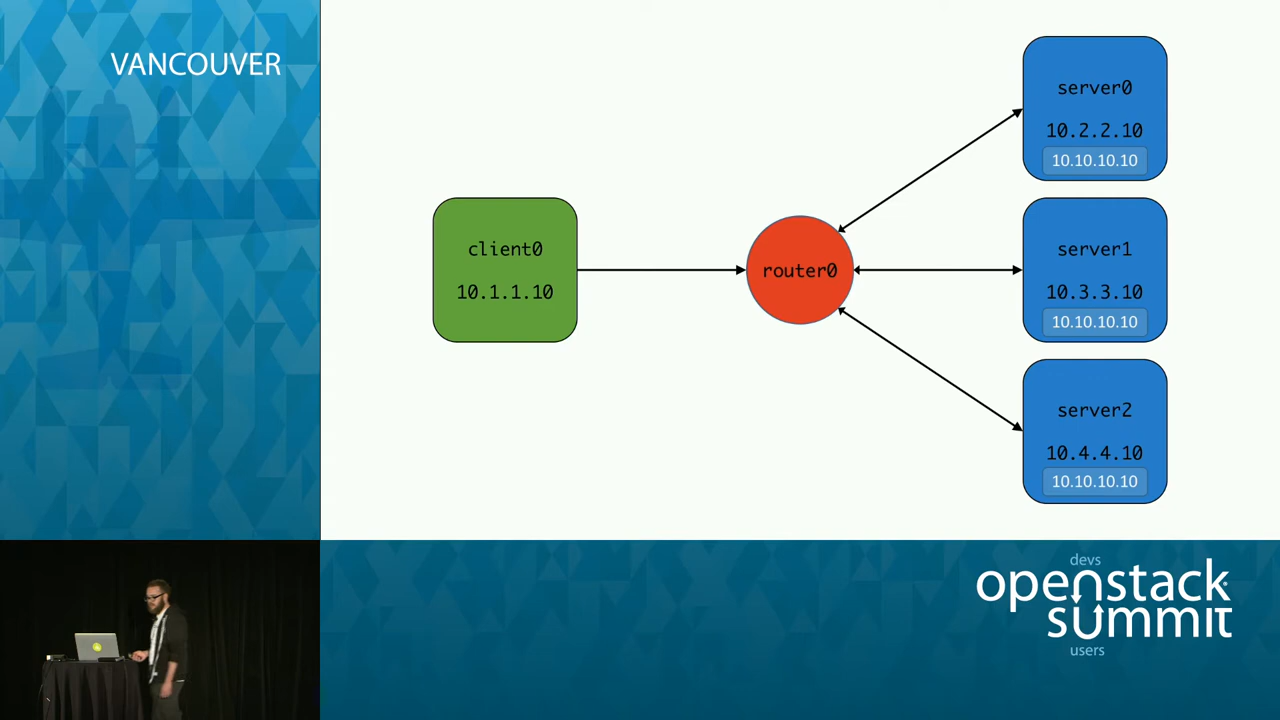 VANCOUVER
client0
10.1.1.10
router0
server0
10.2.2.10
10.10.10.10
server1
10.3.3.10
10.10.10.10
server2
10.4.4.10
10.10.10.10
devs
openstack
summit
users